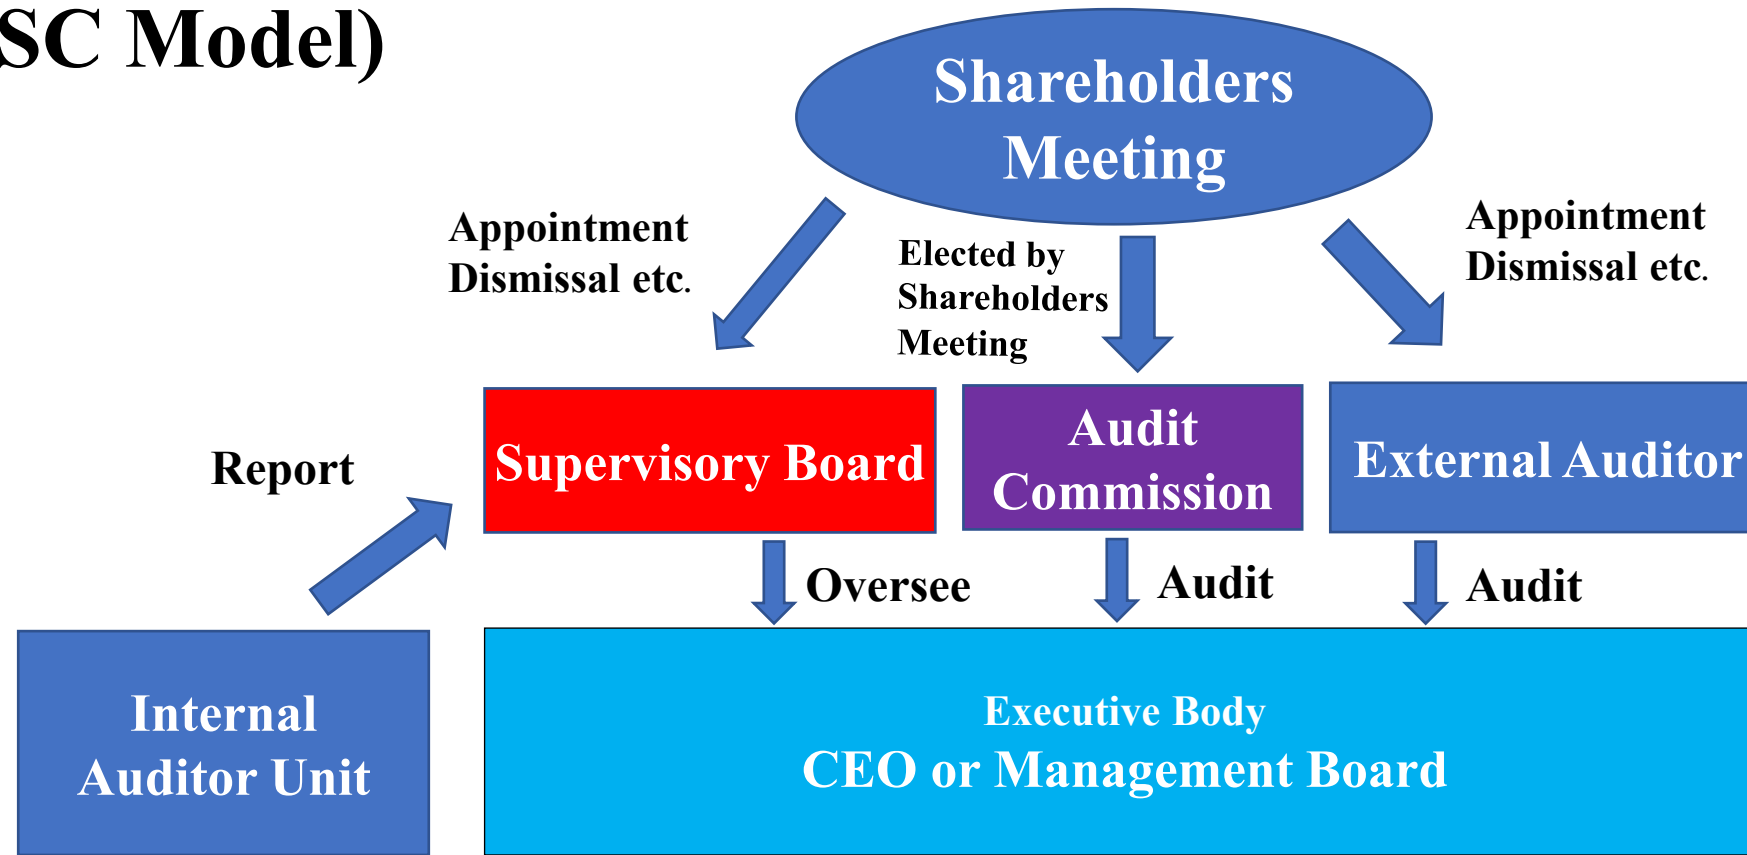 SC Model)
Shareholders
Meeting
Appointment
Dismissal etc.
Elected by
Shareholders
Meeting
Appointment
Dismissal etc.
Report
Supervisory Board
Audit
Commission
External Auditor
Oversee
Audit
Audit
Internal
Auditor Unit
Executive Body
CEO or Management Board